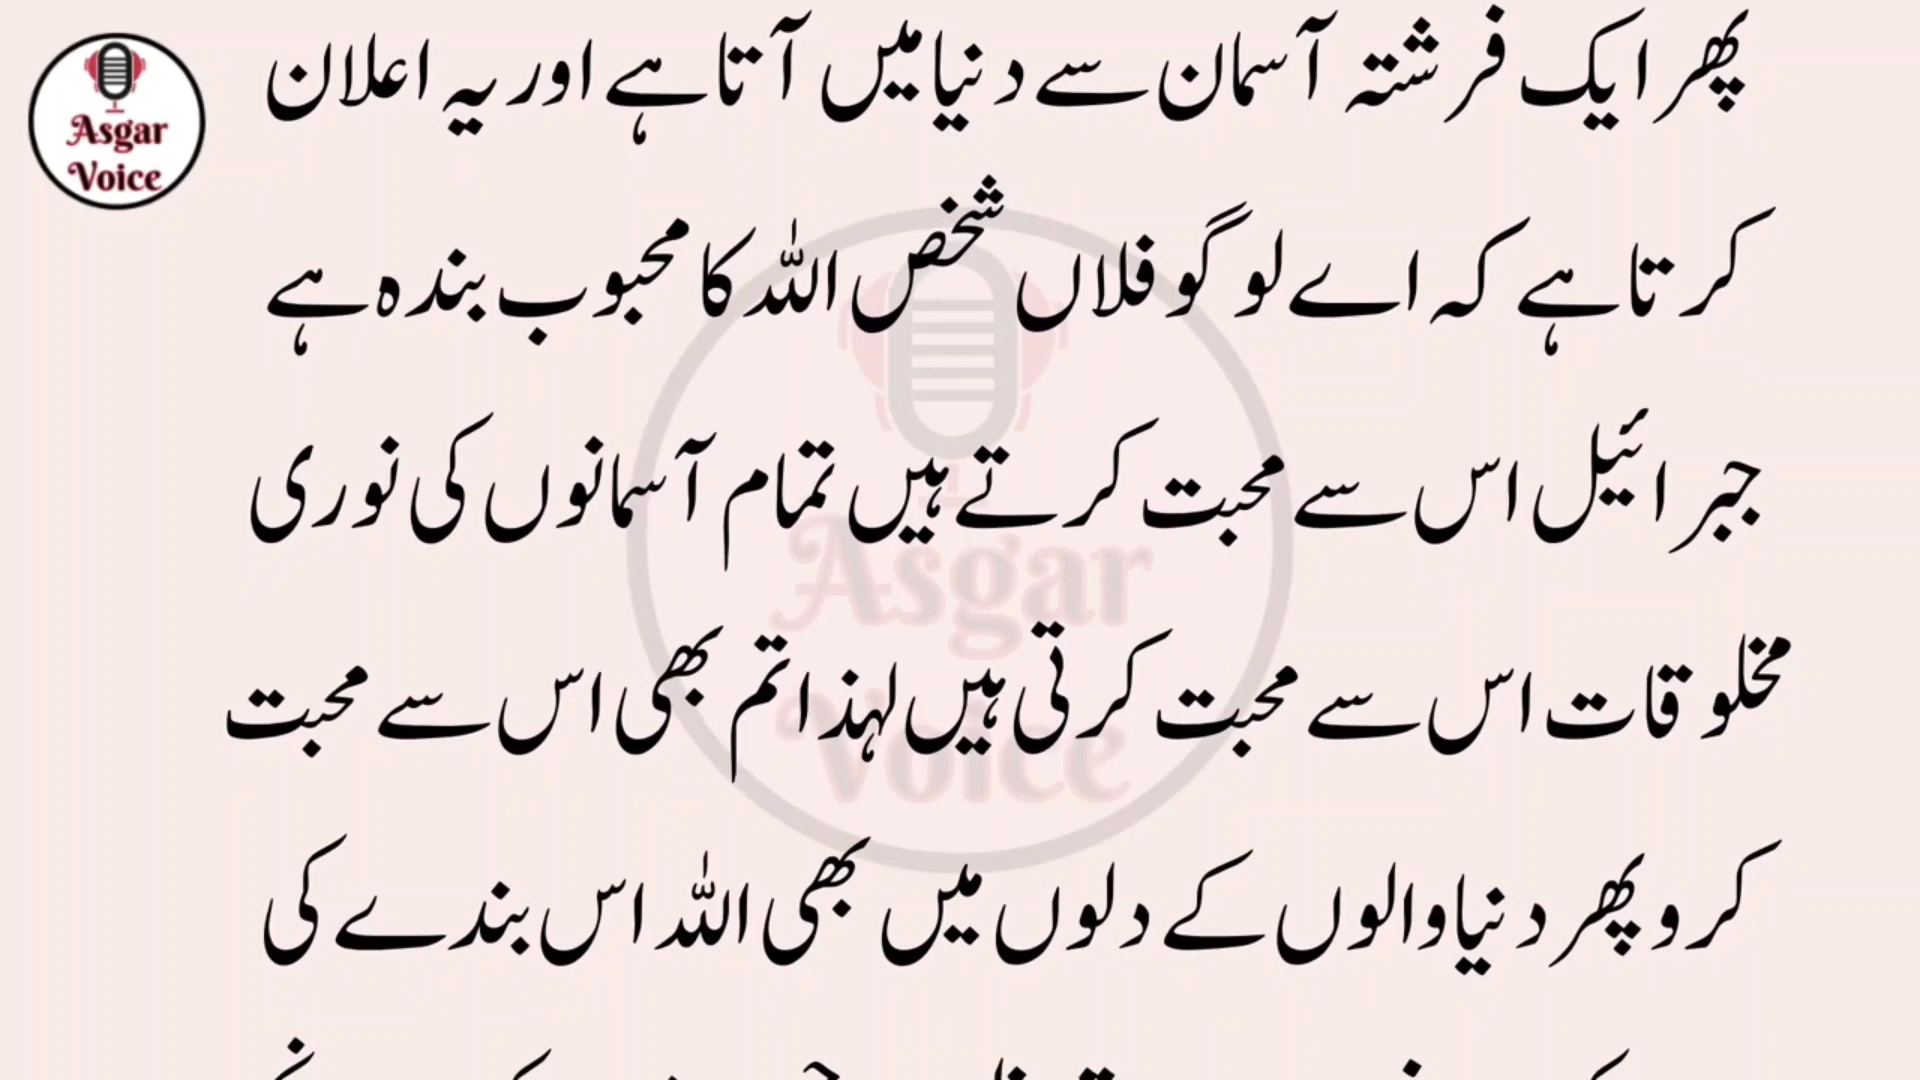 Asgar
Voice
پھر ایک فرشتہ آسمان سے دنیا میں آتا ہے اور یہ اعلان
کرتا ہے کہ اے لوگو فلاں شخص اللہ کا محبوب بندہ ہے
جبرائیل اس سے محبت کرتے ہیں تمام آسمانوں کی نوری
مخلوقات اس سے محبت کرتی ہیں لہذا تم بھی اس سے محبت
کرو پھر دنیا والوں کے دلوں میں بھی اللہ اس بندے کی
Asgar
Voice